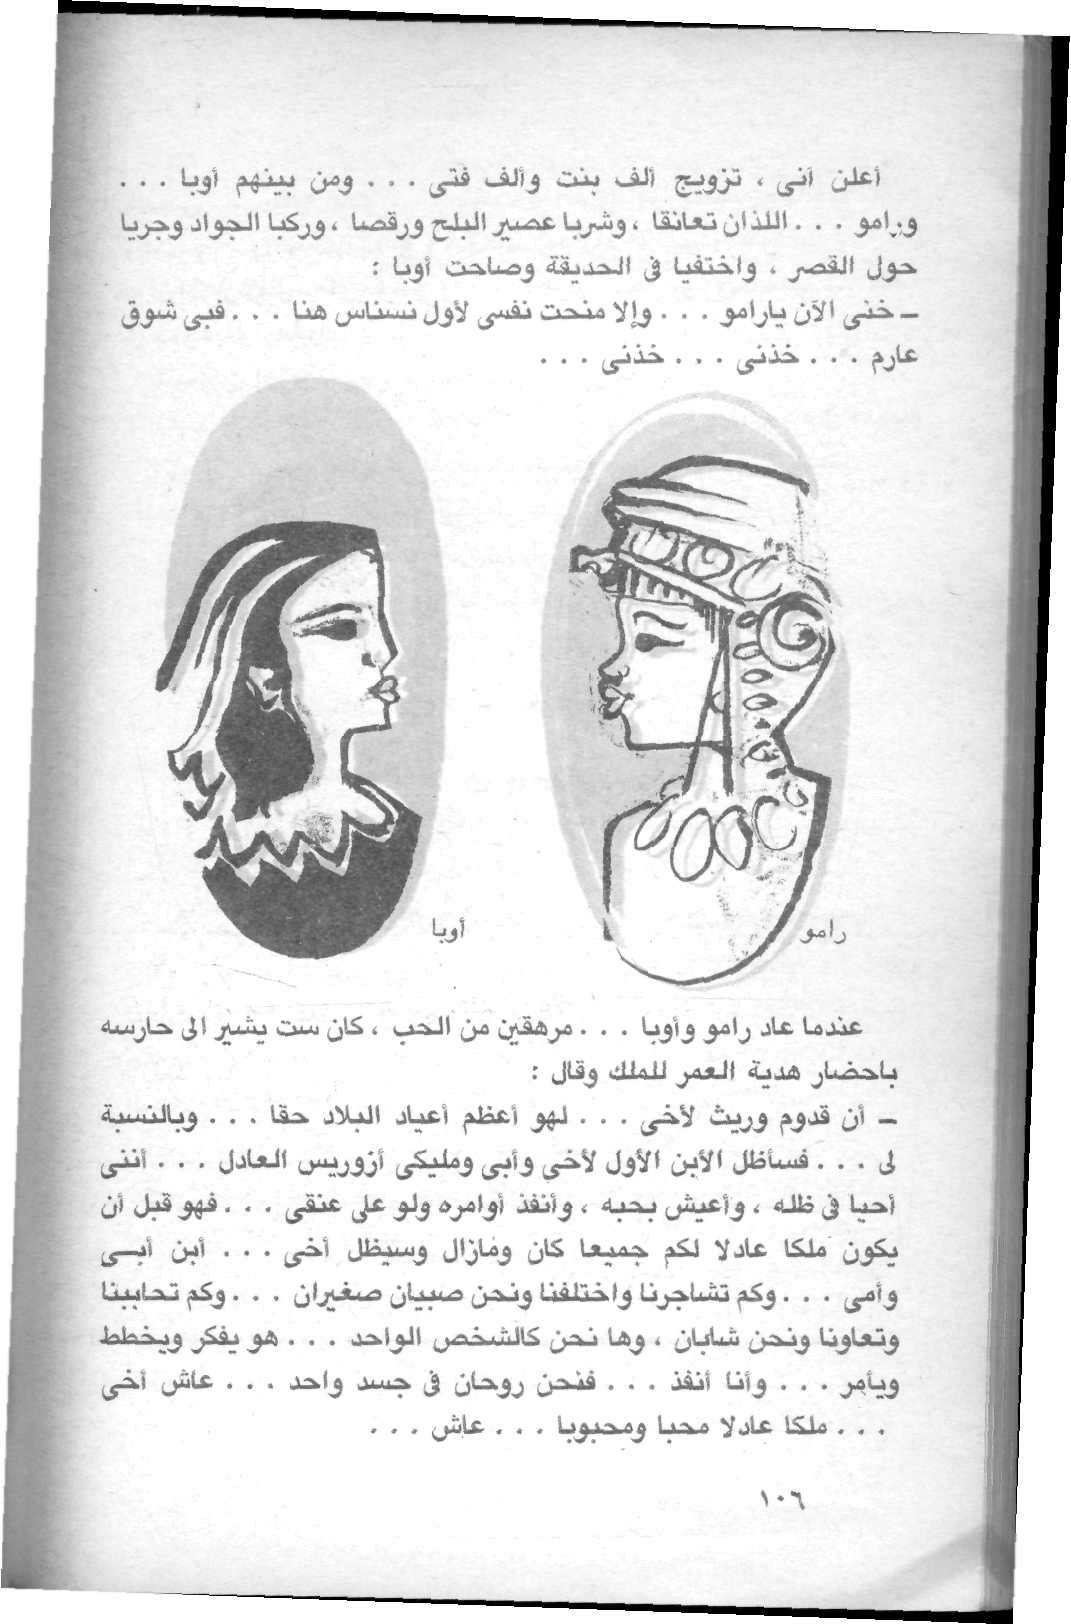 أعلن آنى ، تزويج ألف بنت وألف فتى . . . ومن بينهم أوبا . . .
ورامو . . . اللذان تعانقا ، وشربا عصير البلح ورقصا ، وركبا الجواد وجريا
حول القصر ، واختفيا فى الحديقة وصاحت أوبا :
ــ خذنى الآن يارامو . . . وإلا منحت نفسى لأول نسناس هنا . . . فبى شوق
عارم . . . خذنى . . . خذنى . . .
رامو
أوبا
عندما عاد رامو وأوبا . . . مرهقين من الحب ، كان ست يشير الى حارسه
باحضار هدية العمر للملك وقال :
ــ أن قدوم وريث لأخى . . . لهو أعظم أعياد البلاد حقا . . . وبالنسبة
لى . . . فسأظل الأبن الأول لأخى وأبى ومليكى أزوريس العادل . . . أننى
أحيا فى ظله ، وأعيش بحبه ، وأنفذ أوامره ولو على عنقى . . . فهو قبل أن
يكون ملكا عادلا لكم جميعا كان ومازال وسيظل أخى . . . أبن أبــى
وأمى . . . وكم تشاجرنا واختلفنا ونحن صبيان صغيران . . . وكم تحاببنا
وتعاونا ونحن شابان ، وها نحن كالشخص الواحد . . . هو يفكر ويخطط
ويأمر . . . وأنا أنفذ . . . فنحن روحان فى جسد واحد . . . عاش أخى
. . . ملكا عادلا محبا ومحبوبا . . . عاش . . .
١٠٦